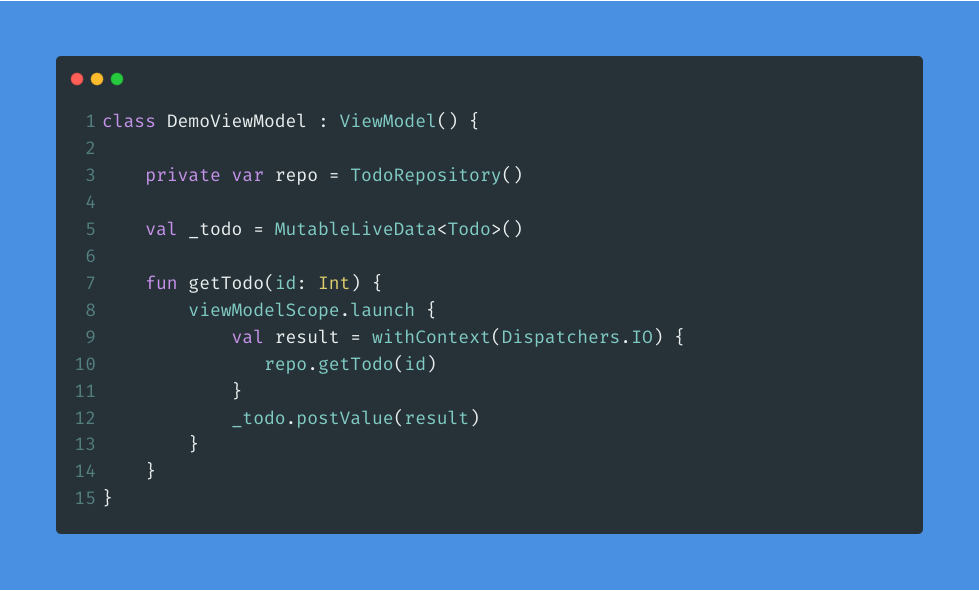 1 class DemoViewModel : ViewModel() {
2
3     private var repo = TodoRepository()
4
5     val _todo = MutableLiveData<Todo>()
6
7     fun getTodo(id: Int) {
8         viewModelScope.launch {
9             val result = withContext(Dispatchers.IO) {
10                repo.getTodo(id)
11            }
12            _todo.postValue(result)
13        }
14    }
15 }